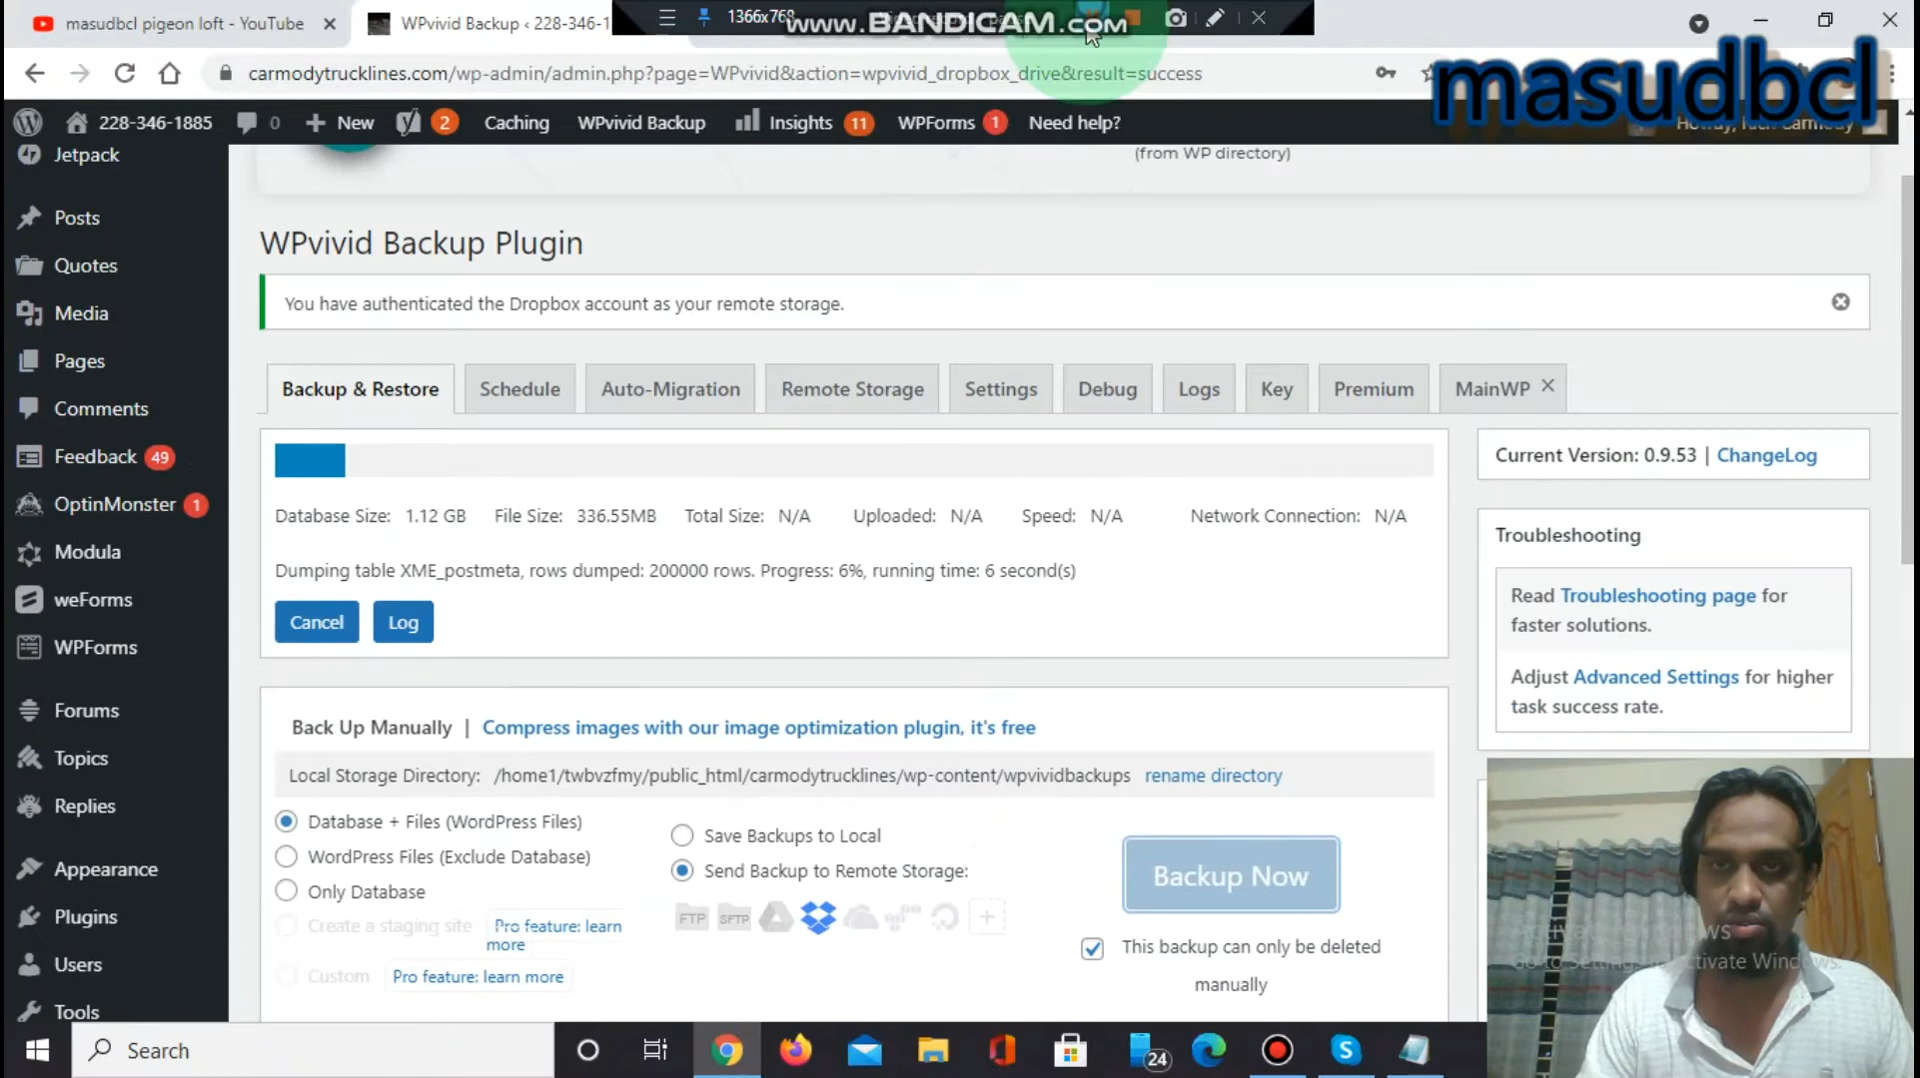 masudbcl pigeon loft - YouTube
WPvivid Backup ‹ 228-346-1
1366x768
www.BANDICAM.com
carmodytrucklines.com/wp-admin/admin.php?page=WPvivid&action=wpvivid_dropbox_drive&result=success
masudbcl
228-346-1885
0
New
2
Caching
WPvivid Backup
Insights
11
WPForms
1
Need help?
Howdy, Rich Carmody
Jetpack
Posts
Quotes
Media
Pages
Comments
Feedback 49
OptinMonster 1
Modula
weForms
WPForms
Forums
Topics
Replies
Appearance
Plugins
Users
Tools
(from WP directory)
WPvivid Backup Plugin
You have authenticated the Dropbox account as your remote storage.
Backup & Restore
Schedule
Auto-Migration
Remote Storage
Settings
Debug
Logs
Key
Premium
MainWP
Database Size: 1.12 GB File Size: 336.55MB Total Size: N/A Uploaded: N/A Speed: N/A Network Connection: N/A
Dumping table XME_postmeta, rows dumped: 200000 rows. Progress: 6%, running time: 6 second(s)
Cancel
Log
Current Version: 0.9.53 | ChangeLog
Troubleshooting
Read Troubleshooting page for
faster solutions.
Adjust Advanced Settings for higher
task success rate.
Back Up Manually | Compress images with our image optimization plugin, it's free
Local Storage Directory: /home1/twbvzfmy/public_html/carmodytrucklines/wp-content/wpvividbackups rename directory
Database + Files (WordPress Files)
WordPress Files (Exclude Database)
Only Database
Create a staging site Pro feature: learn
more
Custom Pro feature: learn more
Save Backups to Local
Send Backup to Remote Storage:
FTP
SFTP
Backup Now
This backup can only be deleted
manually
Search
24